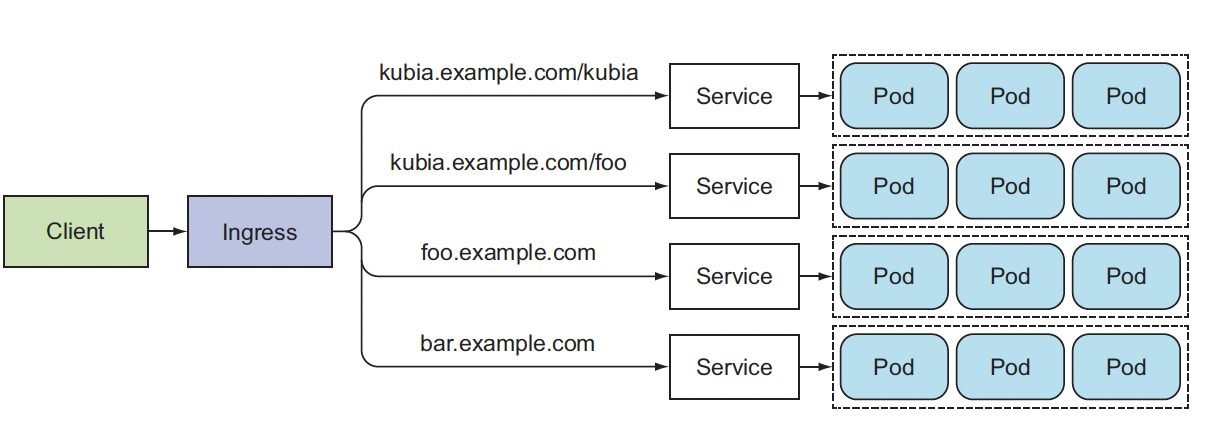 kubia.example.com/kubia
Service
Pod
Pod
Pod
kubia.example.com/foo
Service
Pod
Pod
Pod
Client
Ingress
foo.example.com
Service
Pod
Pod
Pod
bar.example.com
Service
Pod
Pod
Pod